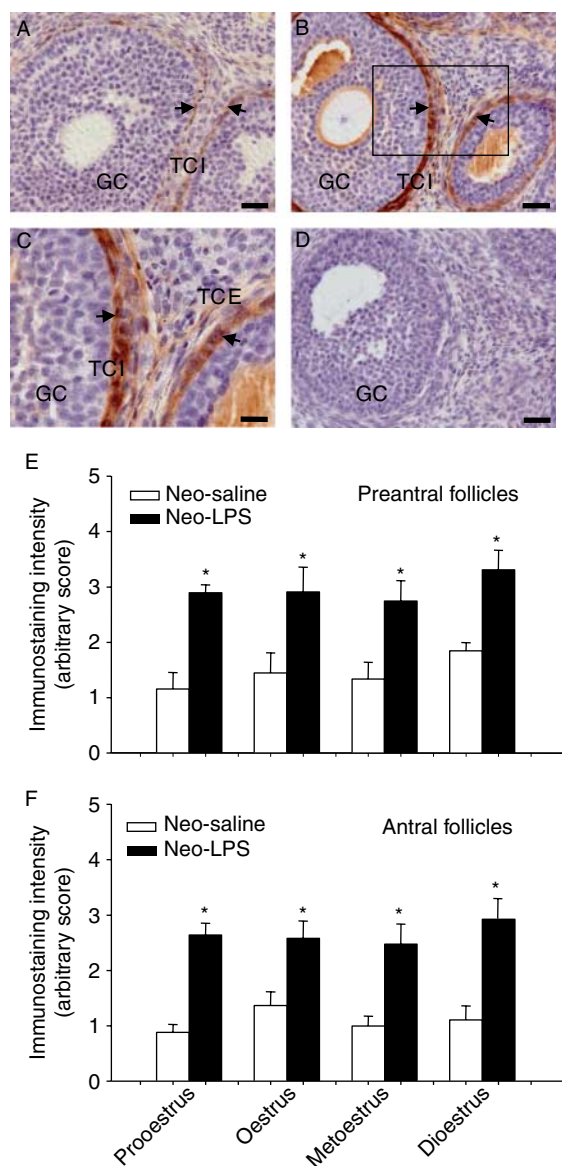 A
GC
TCI
B
GC
TCI
C
TCE
TCI
GC
D
GC
E
5
4
3
2
1
0
Immunostaining intensity
(arbitrary score)
Neo-saline
Neo-LPS
Preantral follicles
* * * *
F
5
4
3
2
1
0
Immunostaining intensity
(arbitrary score)
Neo-saline
Neo-LPS
Antral follicles
* * * *
Prooestrus
Oestrus
Metoestrus
Dioestrus